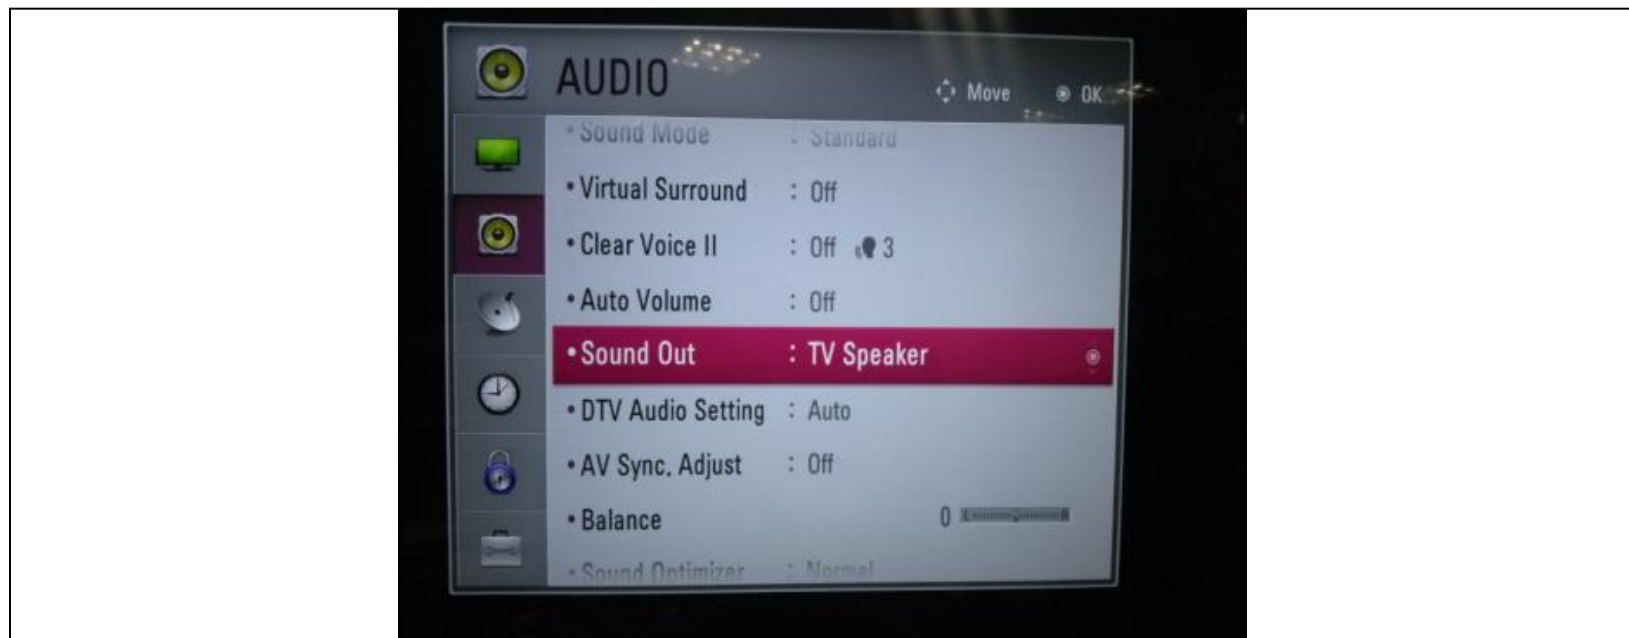 AUDIO
Move OK
• Sound Mode : Standard
• Virtual Surround : Off
• Clear Voice II : Off 3
• Auto Volume : Off
• Sound Out : TV Speaker
• DTV Audio Setting : Auto
• AV Sync. Adjust : Off
• Balance 0 L R
• Sound Optimizer : Normal